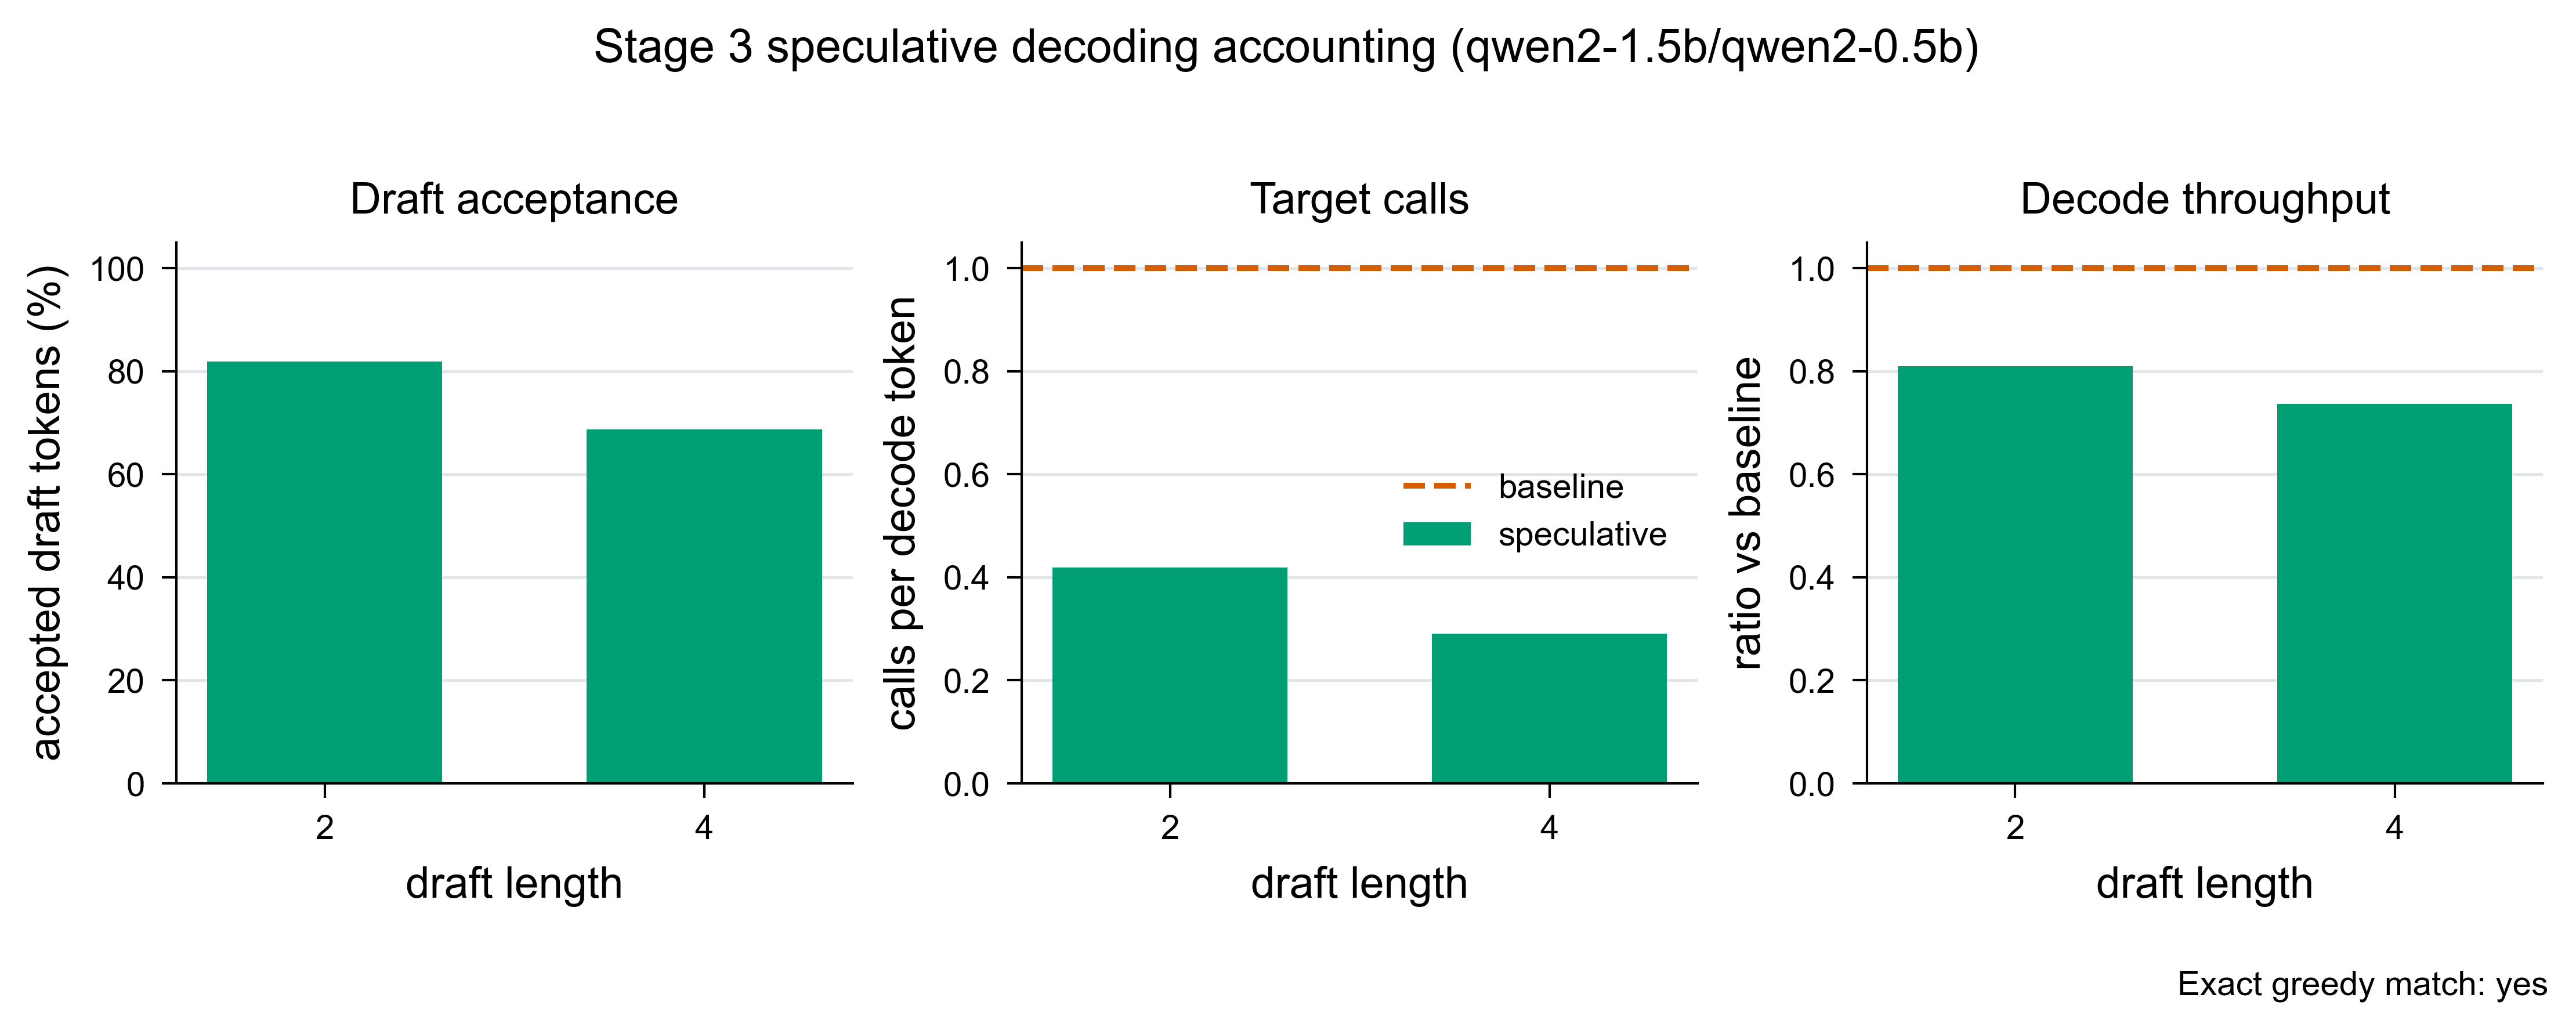 Stage 3 speculative decoding accounting (qwen2-1.5b/qwen2-0.5b)
Draft acceptance
accepted draft tokens (%)
100
80
60
40
20
0
2
4
draft length
Target calls
calls per decode token
1.0
0.8
0.6
0.4
0.2
0.0
baseline
speculative
2
4
draft length
Decode throughput
ratio vs baseline
1.0
0.8
0.6
0.4
0.2
0.0
2
4
draft length
Exact greedy match: yes